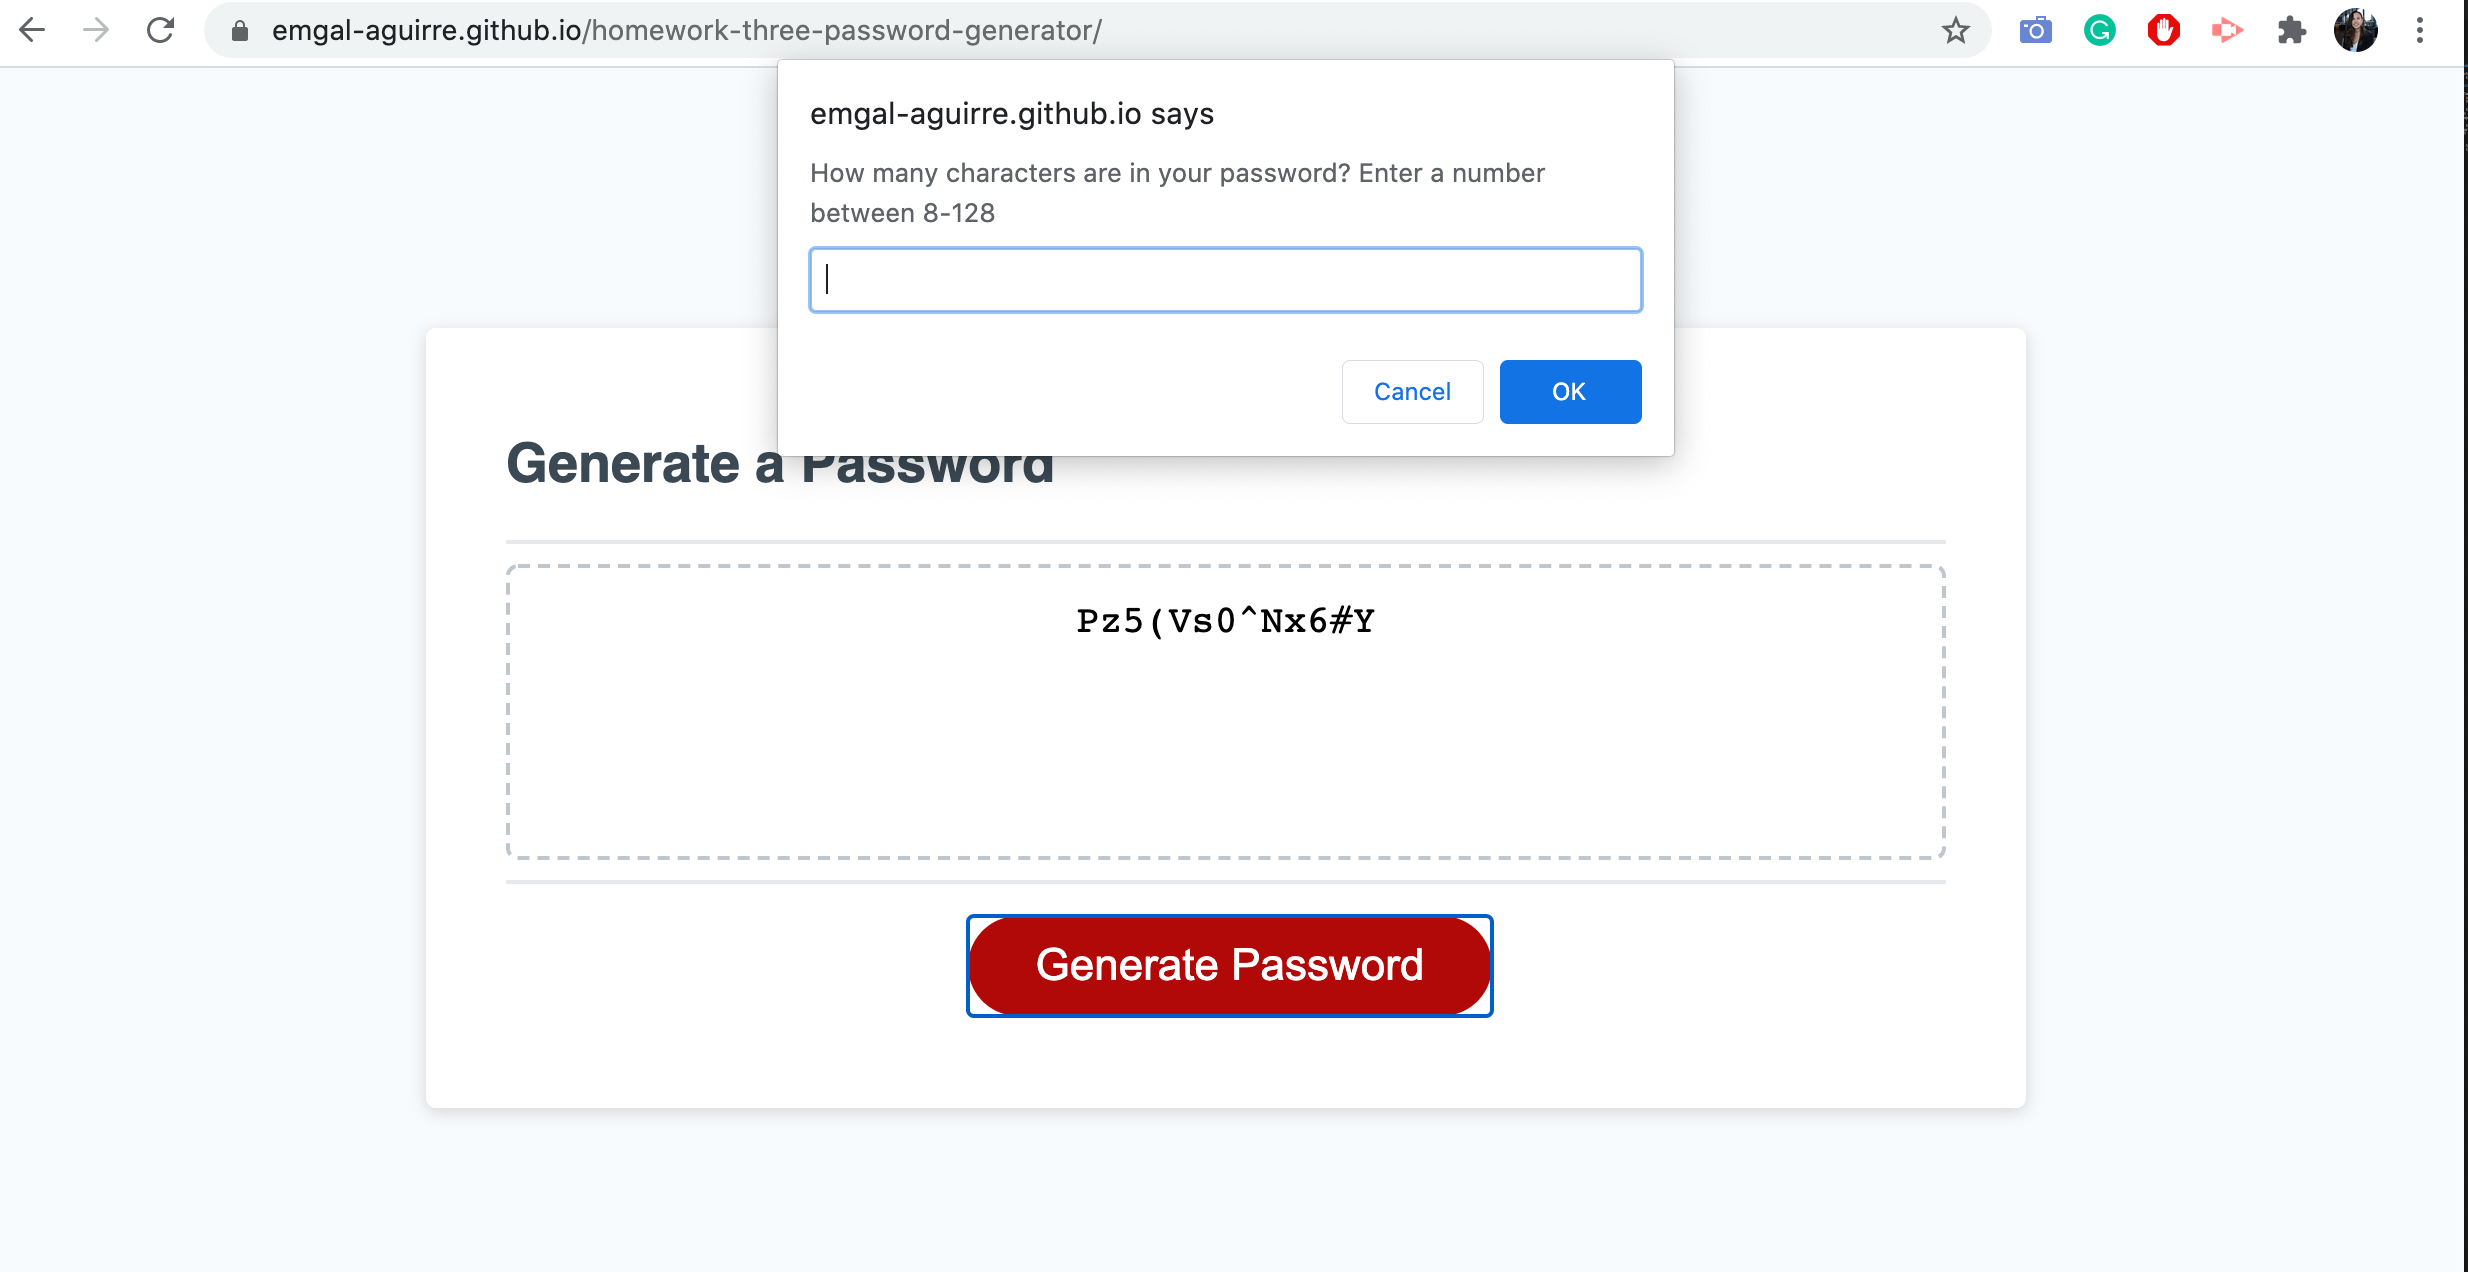 emgal-aguirre.github.io/homework-three-password-generator/
emgal-aguirre.github.io says
How many characters are in your password? Enter a number
between 8-128
Cancel
OK
Generate a Password
Pz5(Vs0^Nx6#Y
Generate Password